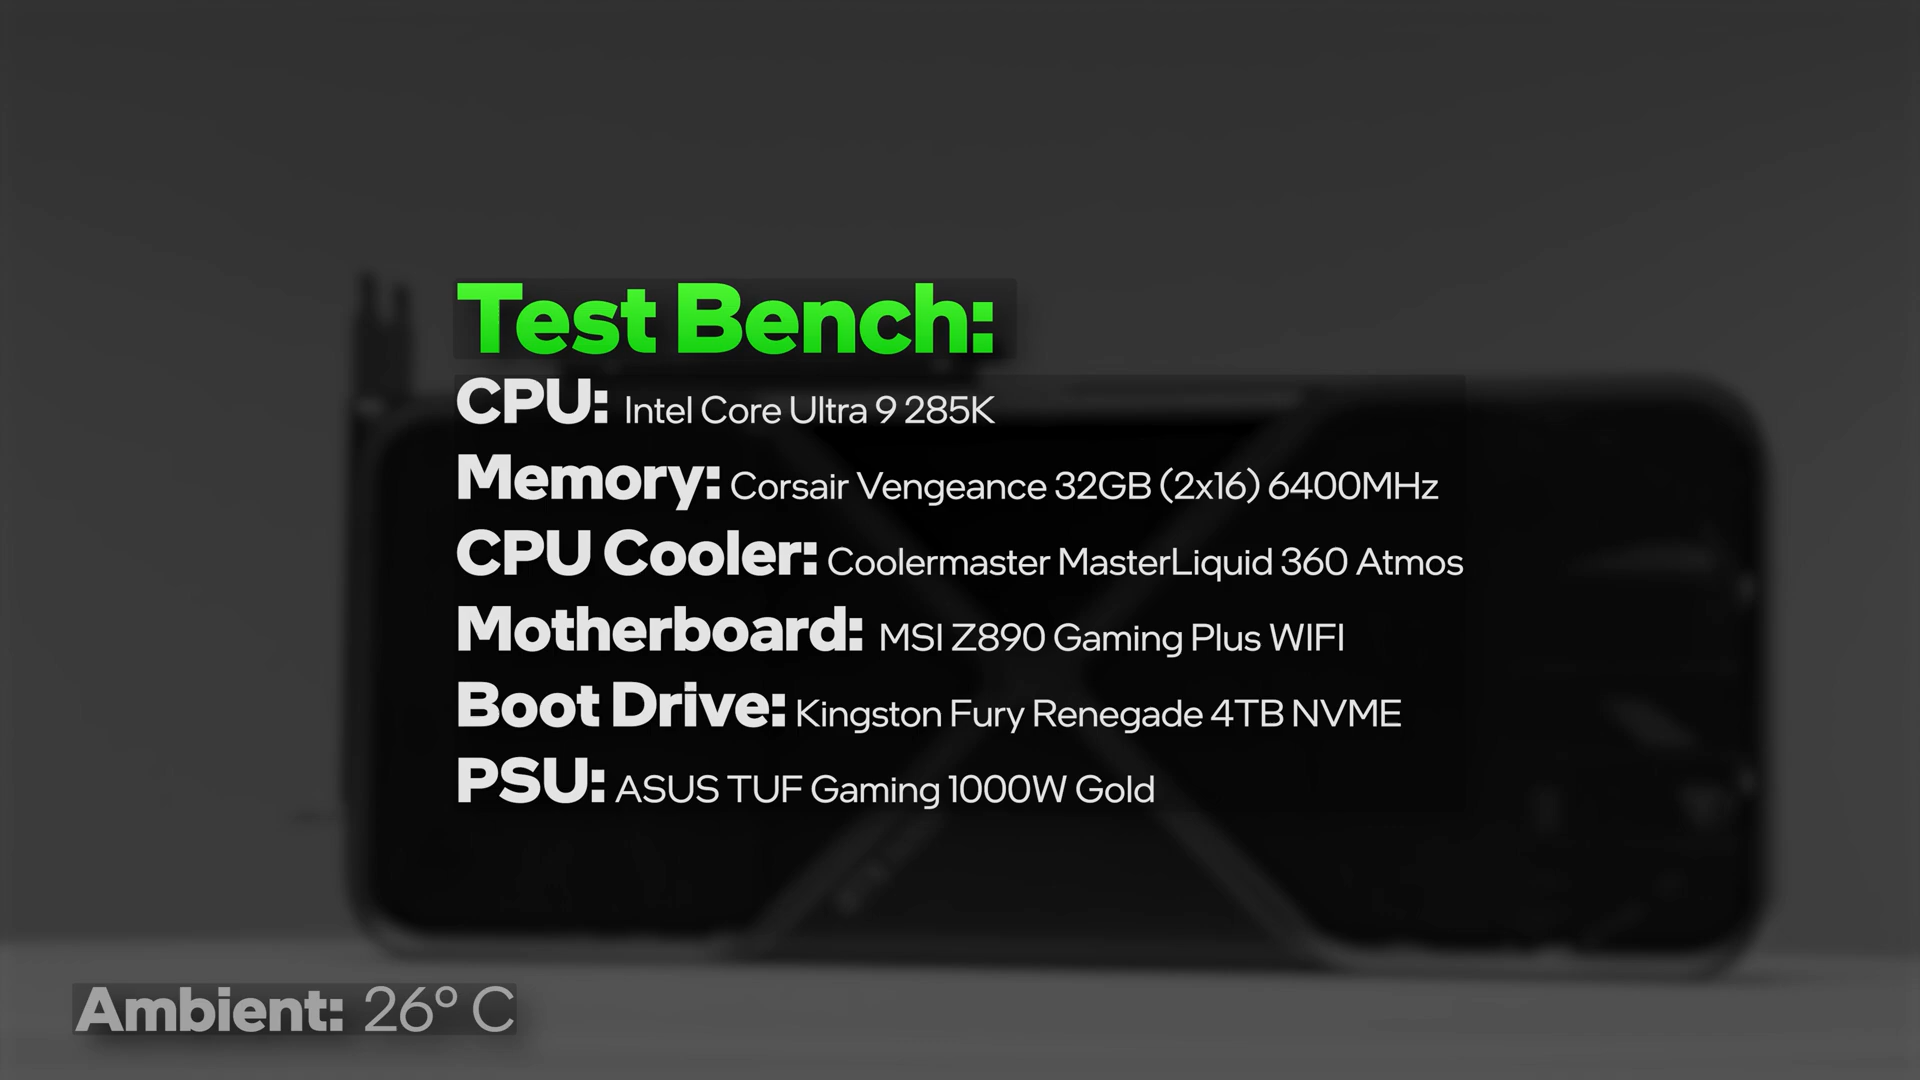 Test Bench:
CPU: Intel Core Ultra 9 285K
Memory: Corsair Vengeance 32GB (2x16) 6400MHz
CPU Cooler: Coolermaster MasterLiquid 360 Atmos
Motherboard: MSI Z890 Gaming Plus WIFI
Boot Drive: Kingston Fury Renegade 4TB NVME
PSU: ASUS TUF Gaming 1000W Gold
Ambient: 26° C